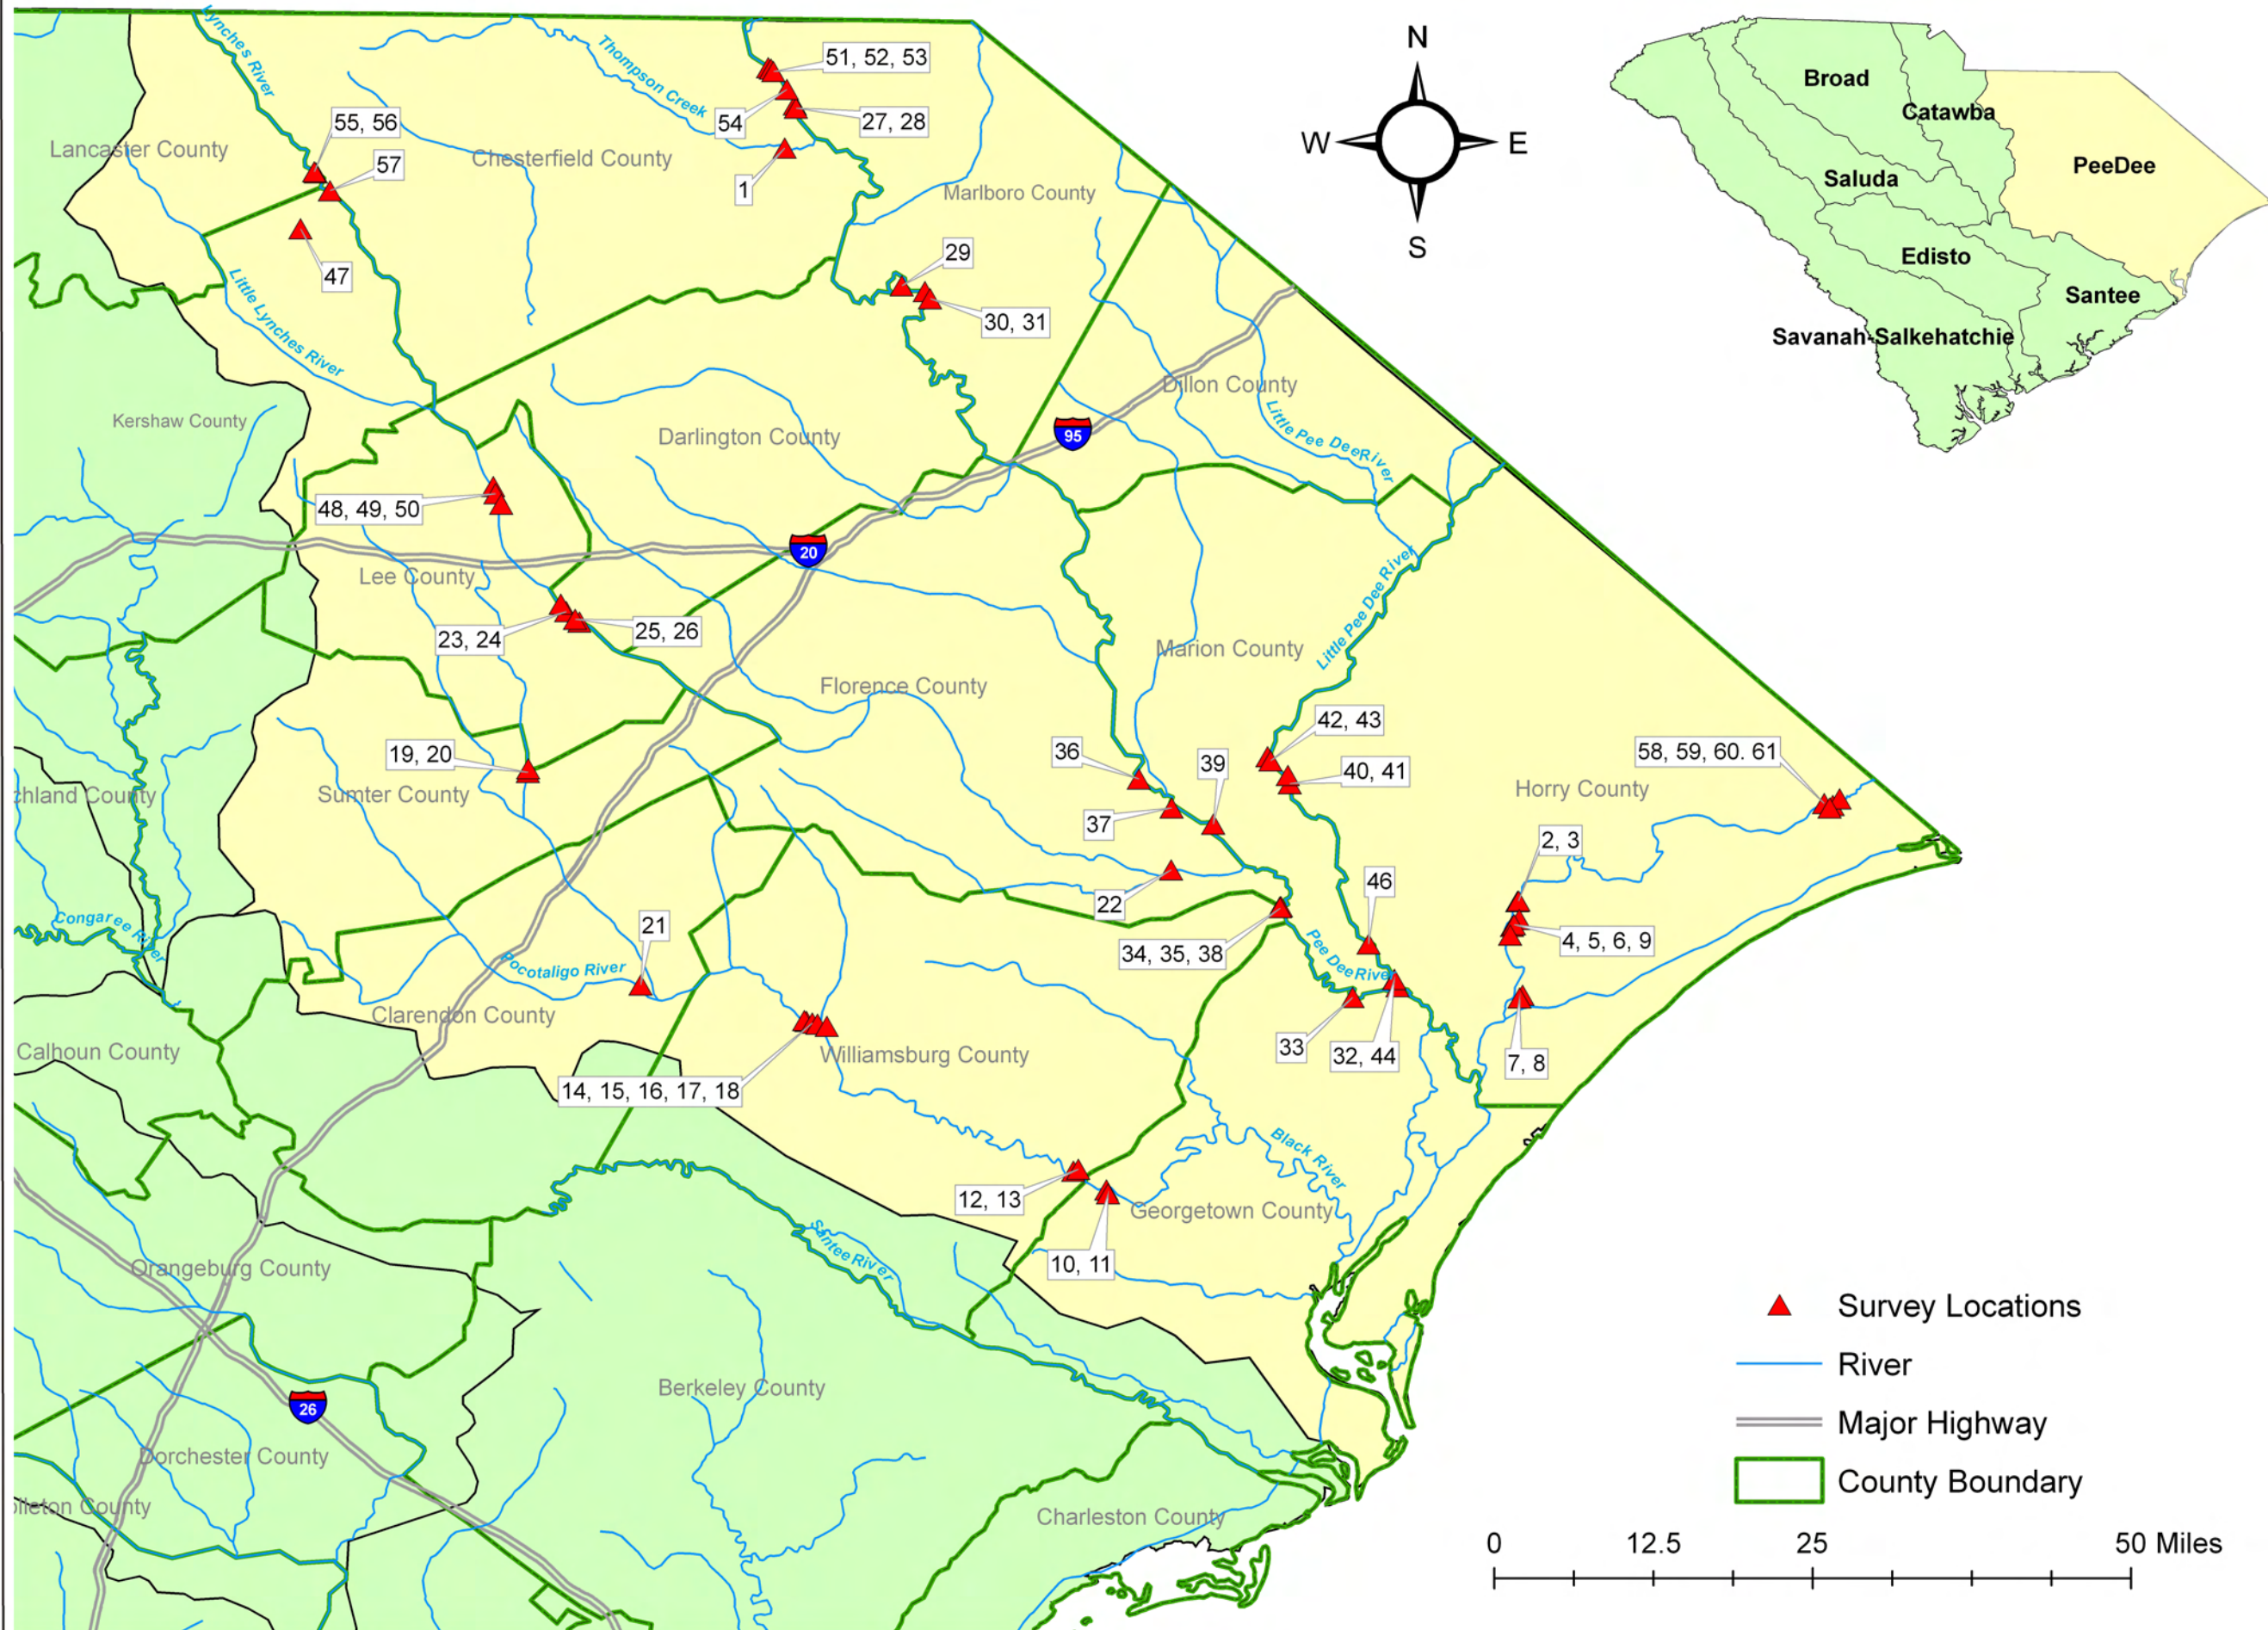 Lynches River
Thompson Creek
51, 52, 53
54
27, 28
1
55, 56
57
47
Lancaster County
Chesterfield County
Marlboro County
29
30, 31
Little Lynches River
Kershaw County
Darlington County
Dillon County
95
Little Pee DeeRiver
48, 49, 50
20
Lee County
23, 24
25, 26
Marion County
Little Pee Dee River
Florence County
19, 20
Sumter County
chland County
36
39
37
42, 43
40, 41
Horry County
58, 59, 60. 61
2, 3
22
46
4, 5, 6, 9
34, 35, 38
Pee DeeRiver
33
32, 44
7, 8
Congaree River
21
Pocotaligo River
Clarendon County
Calhoun County
Williamsburg County
14, 15, 16, 17, 18
Black River
12, 13
10, 11
Georgetown County
Santee River
Orangeburg County
26
Berkeley County
Dorchester County
lleton County
Charleston County
N
W
E
S
Broad
Catawba
PeeDee
Saluda
Edisto
Santee
Savanah-Salkehatchie
Survey Locations
River
Major Highway
County Boundary
0 12.5 25 50 Miles